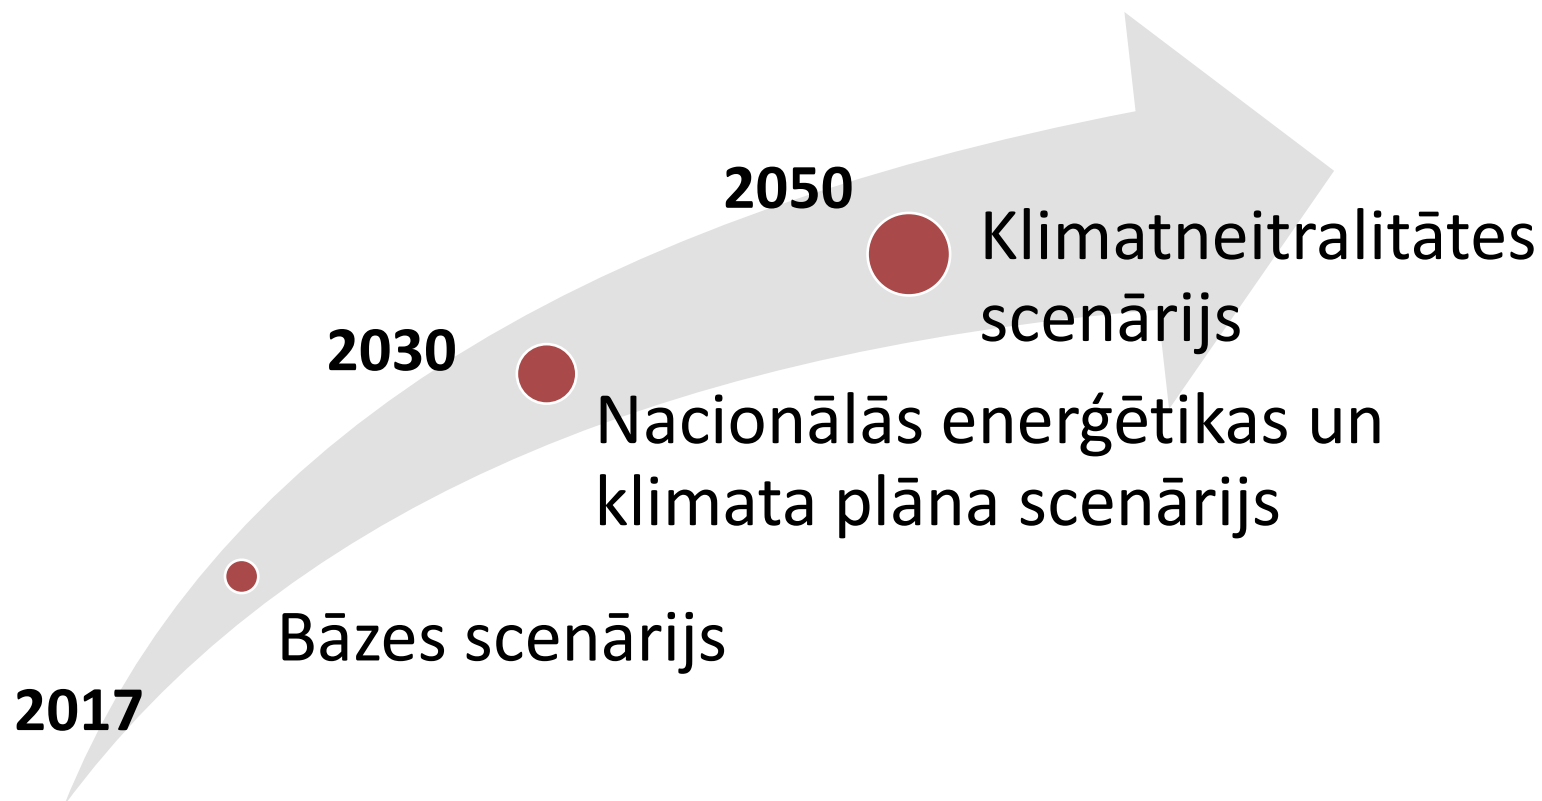 2050
Klimatneitralitātes
scenārijs
2030
Nacionālās enerģētikas un
klimata plāna scenārijs
Bāzes scenārijs
2017